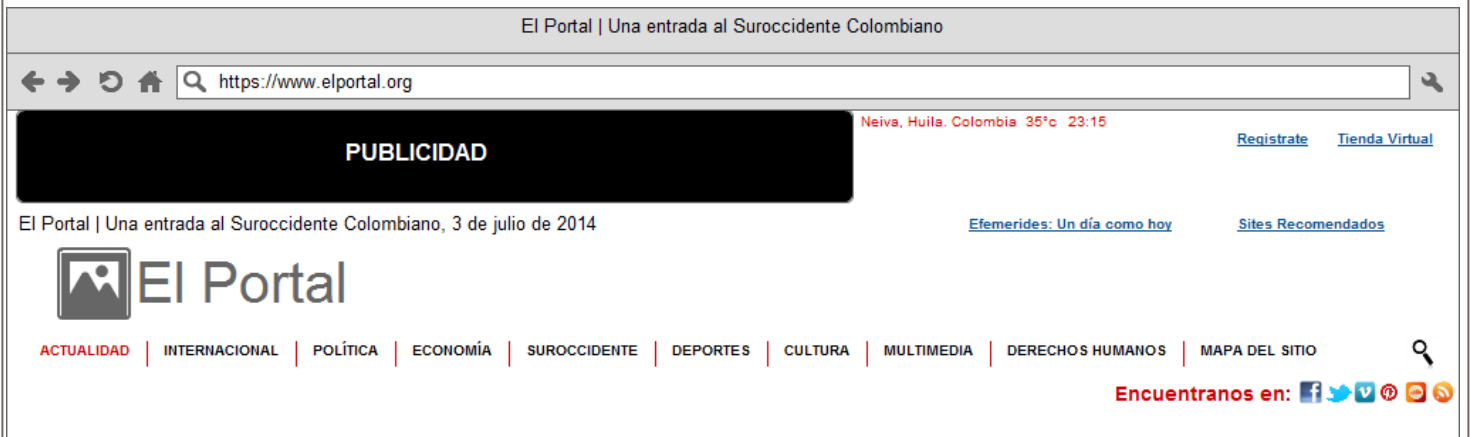 El Portal | Una entrada al Suroccidente Colombiano
https://www.elportal.org
PUBLICIDAD
Neiva, Huila. Colombia 35°c 23:15
Registrate Tienda Virtual
El Portal | Una entrada al Suroccidente Colombiano, 3 de julio de 2014
Efemerides: Un día como hoy Sites Recomendados
El Portal
ACTUALIDAD | INTERNACIONAL | POLÍTICA | ECONOMÍA | SUROCCIDENTE | DEPORTES | CULTURA | MULTIMEDIA | DERECHOS HUMANOS | MAPA DEL SITIO
Encuentranos en: